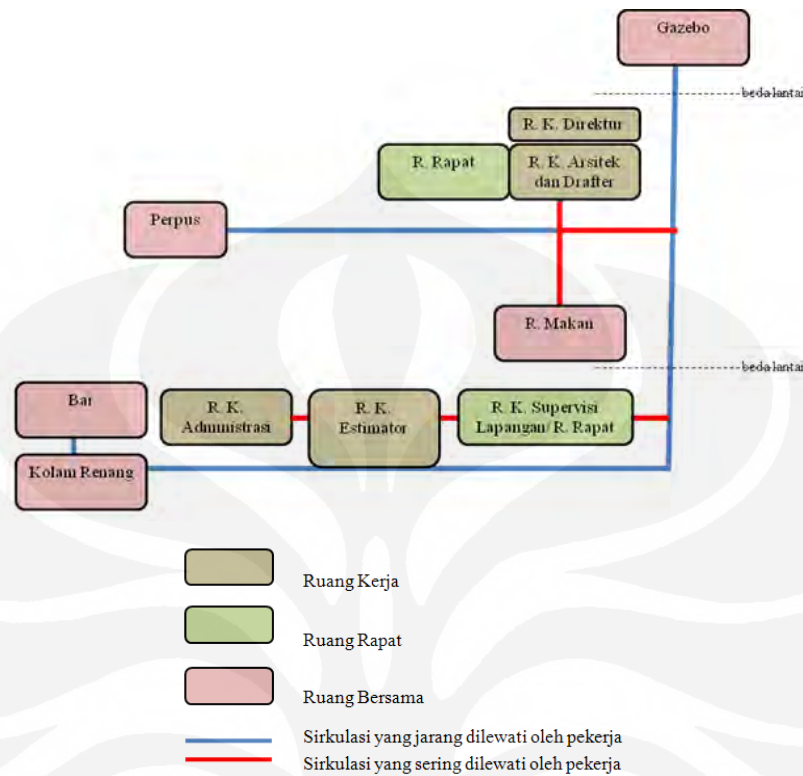 Gazebo
beda lantai
R. K. Direktur
R. Rapat
R. K. Arsitek
dan Drafter
Perpus
R. Makan
beda lantai
Bar
R. K.
Administrasi
R. K.
Estimator
R. K. Supervisi
Lapangan/ R. Rapat
Kolam Renang
Ruang Kerja
Ruang Rapat
Ruang Bersama
Sirkulasi yang jarang dilewati oleh pekerja
Sirkulasi yang sering dilewati oleh pekerja